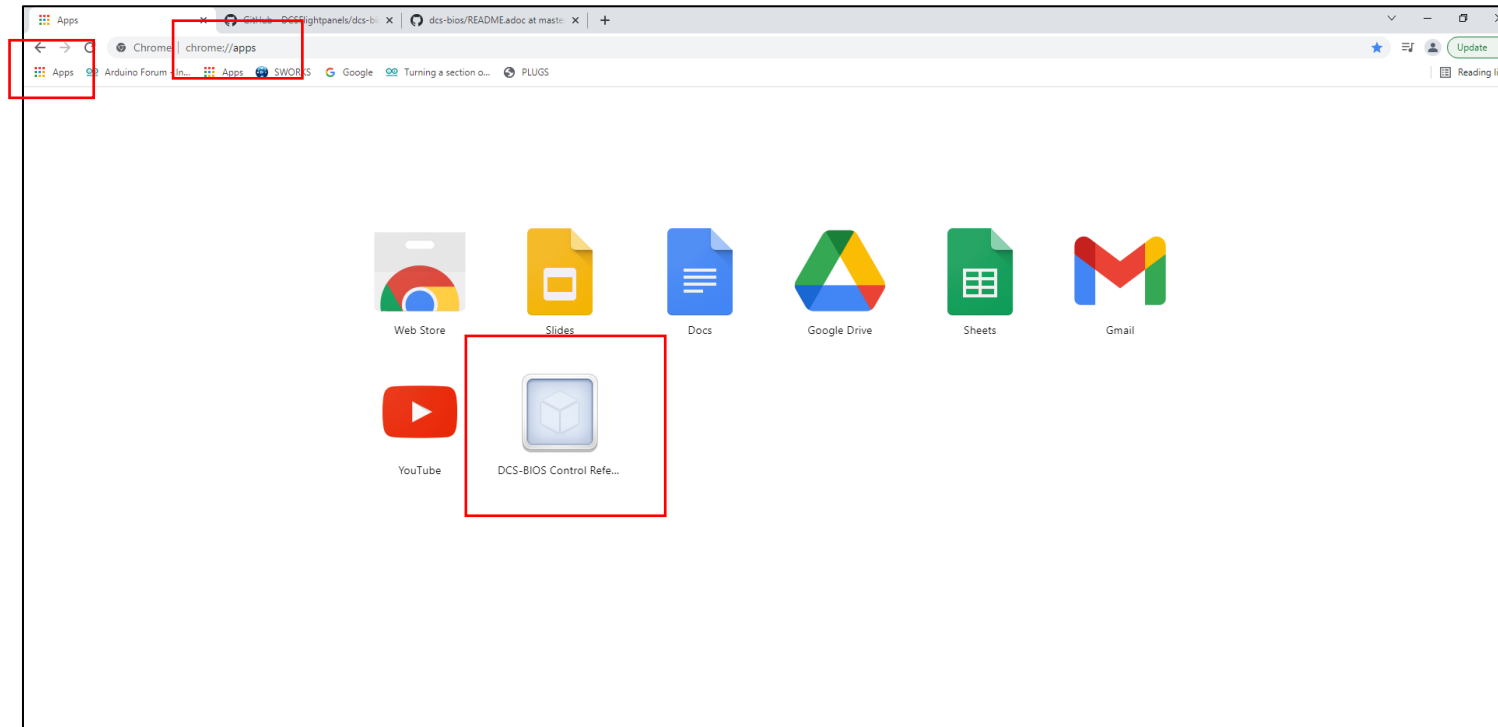 Apps GitHub - DCSFlightpanels/dcs-bi dcs-bios/README.adoc at master
Chrome | chrome://apps Update
Apps Arduino Forum - In... Apps SWORKS Google Turning a section o... PLUGS Reading li
Web Store Slides Docs Google Drive Sheets Gmail
YouTube DCS-BIOS Control Refe...